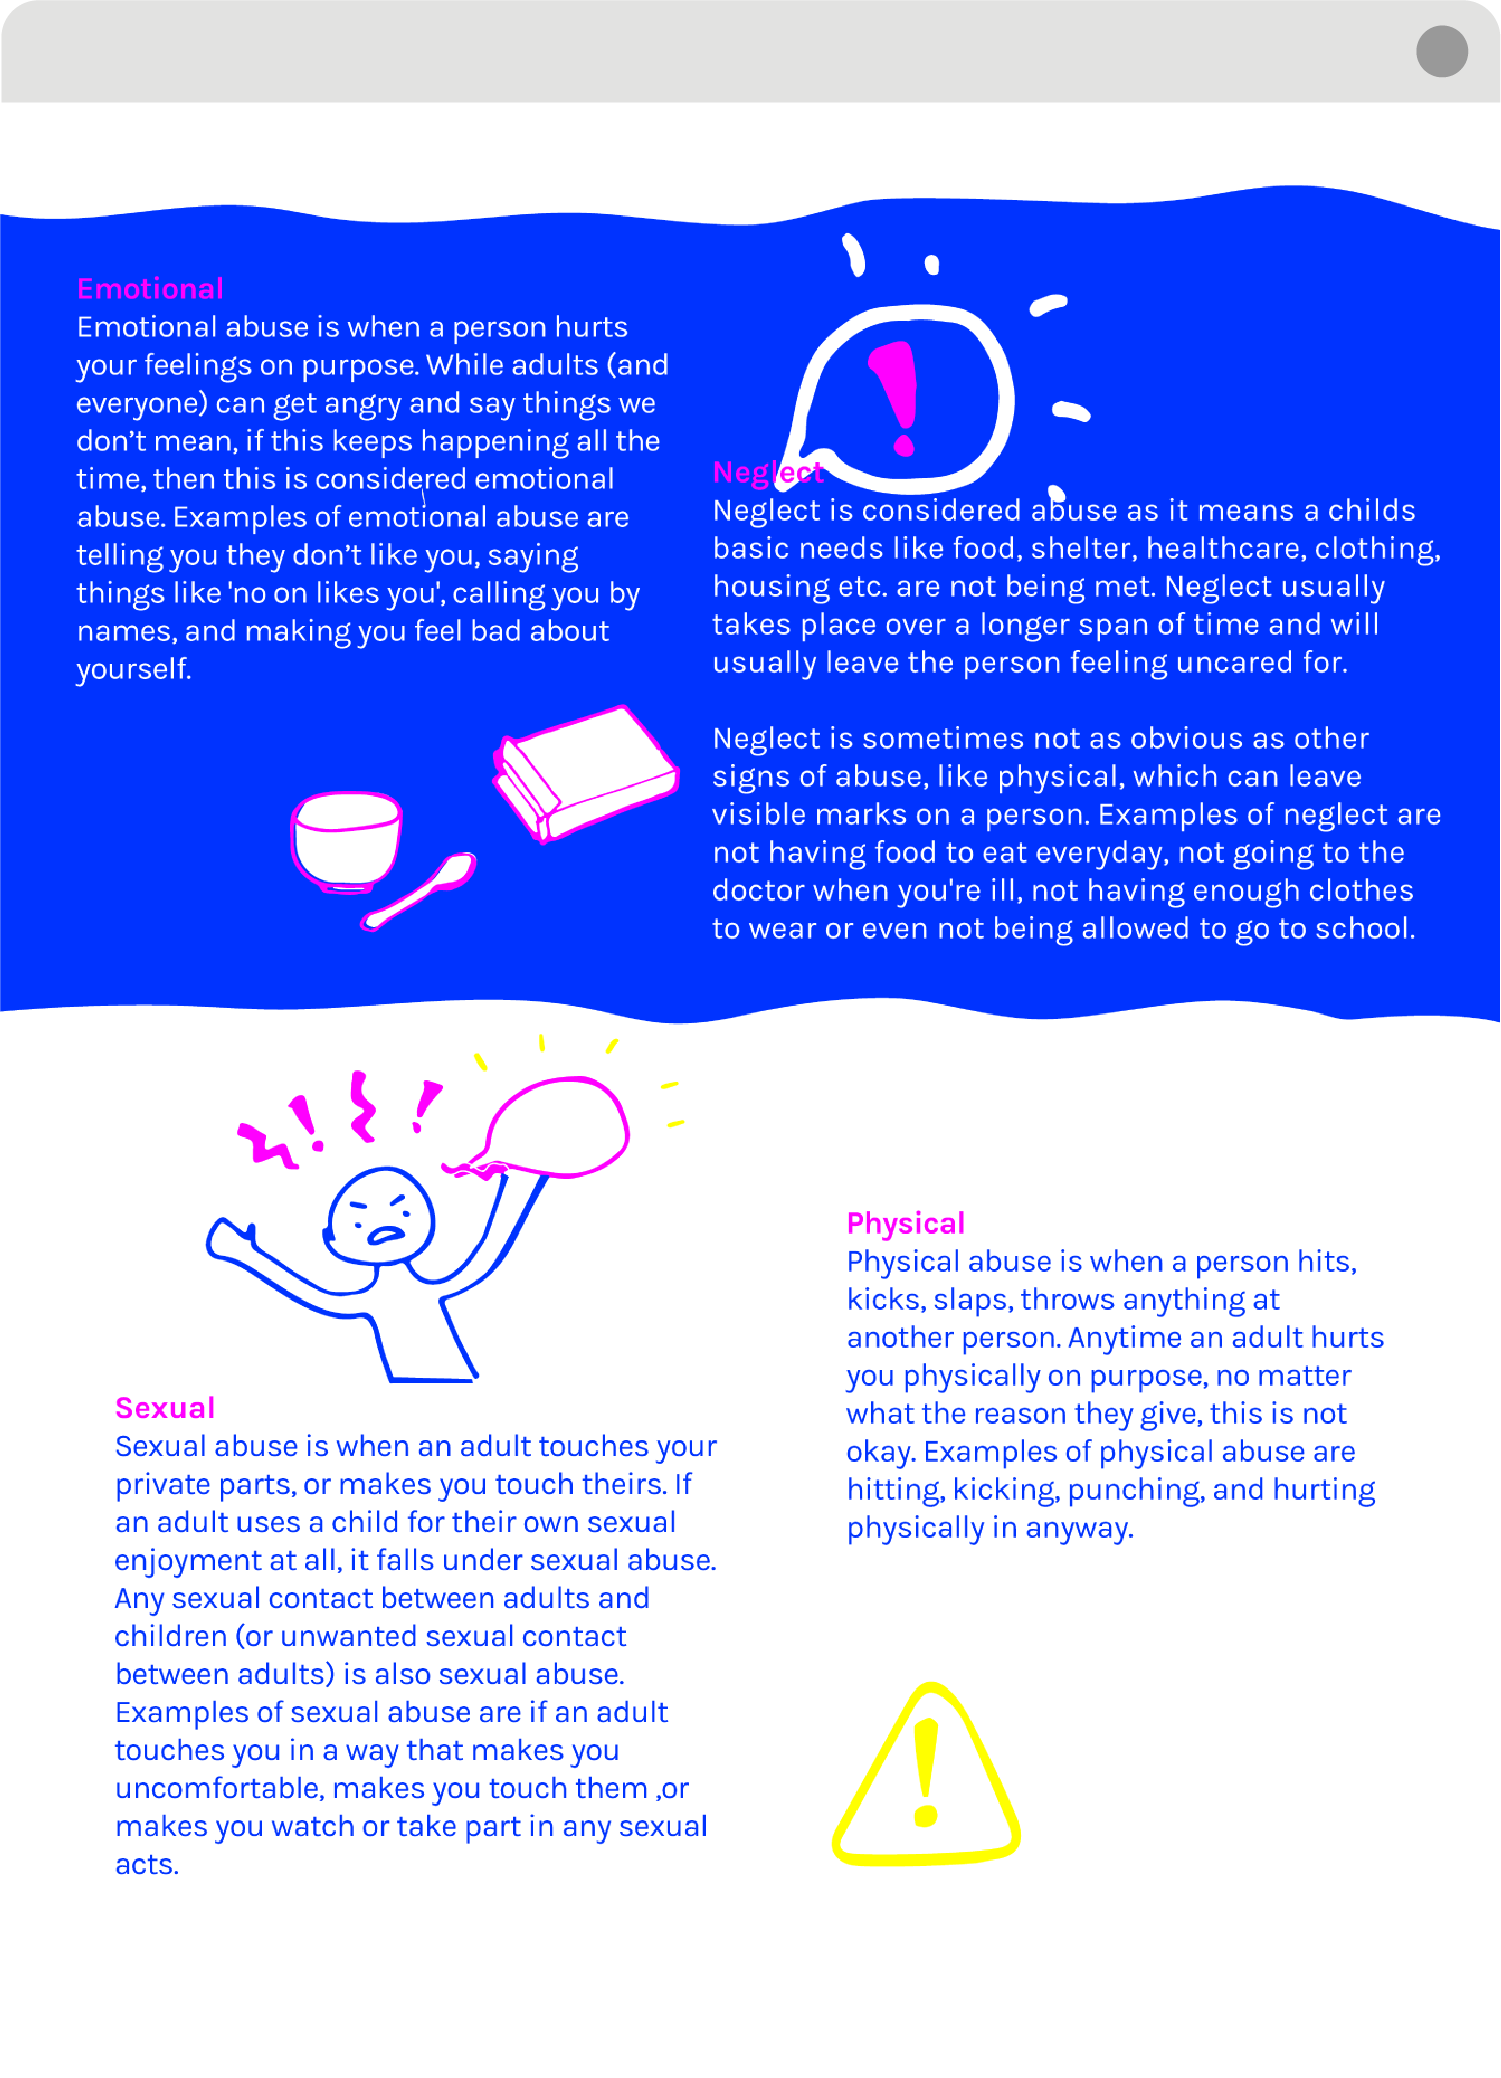 Emotional
Emotional abuse is when a person hurts
your feelings on purpose. While adults (and
everyone) can get angry and say things we
don’t mean, if this keeps happening all the
time, then this is considered emotional
abuse. Examples of emotional abuse are
telling you they don’t like you, saying
things like 'no on likes you', calling you by
names, and making you feel bad about
yourself.
Neglect
Neglect is considered abuse as it means a childs
basic needs like food, shelter, healthcare, clothing,
housing etc. are not being met. Neglect usually
takes place over a longer span of time and will
usually leave the person feeling uncared for.
Neglect is sometimes not as obvious as other
signs of abuse, like physical, which can leave
visible marks on a person. Examples of neglect are
not having food to eat everyday, not going to the
doctor when you're ill, not having enough clothes
to wear or even not being allowed to go to school.
Sexual
Sexual abuse is when an adult touches your
private parts, or makes you touch theirs. If
an adult uses a child for their own sexual
enjoyment at all, it falls under sexual abuse.
Any sexual contact between adults and
children (or unwanted sexual contact
between adults) is also sexual abuse.
Examples of sexual abuse are if an adult
touches you in a way that makes you
uncomfortable, makes you touch them ,or
makes you watch or take part in any sexual
acts.
Physical
Physical abuse is when a person hits,
kicks, slaps, throws anything at
another person. Anytime an adult hurts
you physically on purpose, no matter
what the reason they give, this is not
okay. Examples of physical abuse are
hitting, kicking, punching, and hurting
physically in anyway.